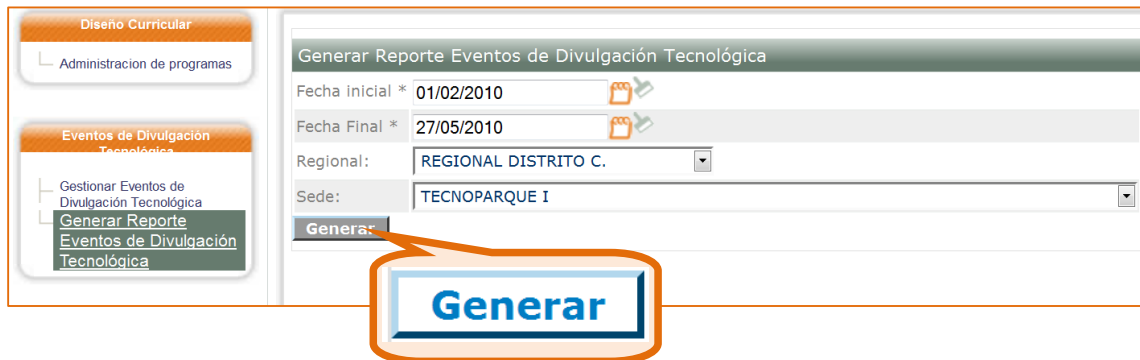 Diseño Curricular
Administracion de programas
Eventos de Divulgación
Tecnológica
Gestionar Eventos de
Divulgación Tecnológica
Generar Reporte
Eventos de Divulgación
Tecnológica
Generar Reporte Eventos de Divulgación Tecnológica
Fecha inicial * 01/02/2010
Fecha Final * 27/05/2010
Regional: REGIONAL DISTRITO C.
Sede: TECNOPARQUE I
Generar
Generar